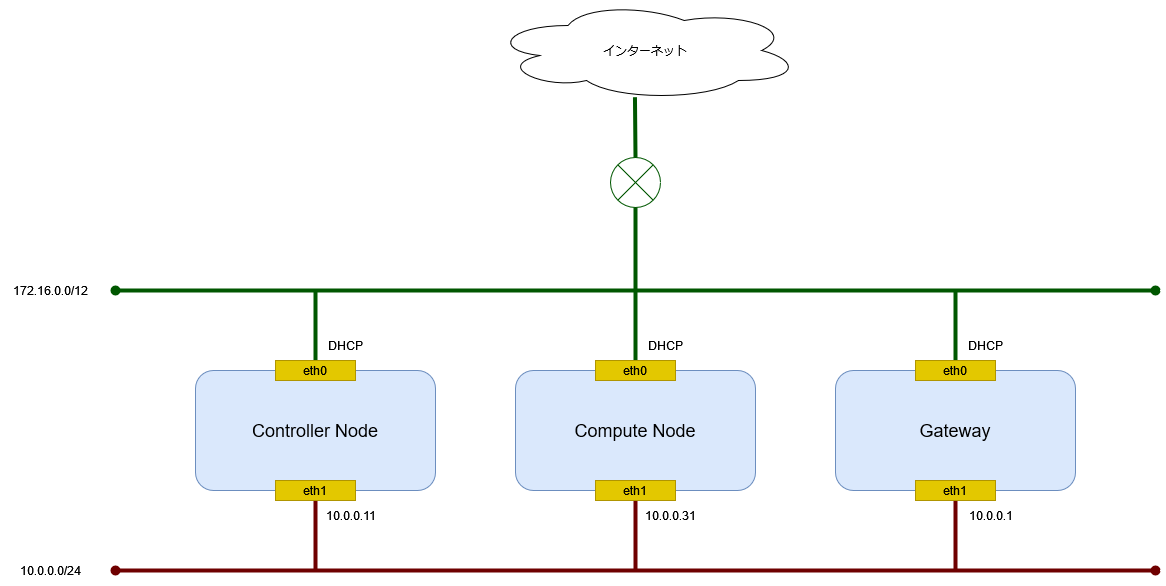 インターネット
172.16.0.0/12
DHCP
DHCP
DHCP
eth0
eth0
eth0
Controller Node
Compute Node
Gateway
eth1
eth1
eth1
10.0.0.11
10.0.0.31
10.0.0.1
10.0.0.0/24